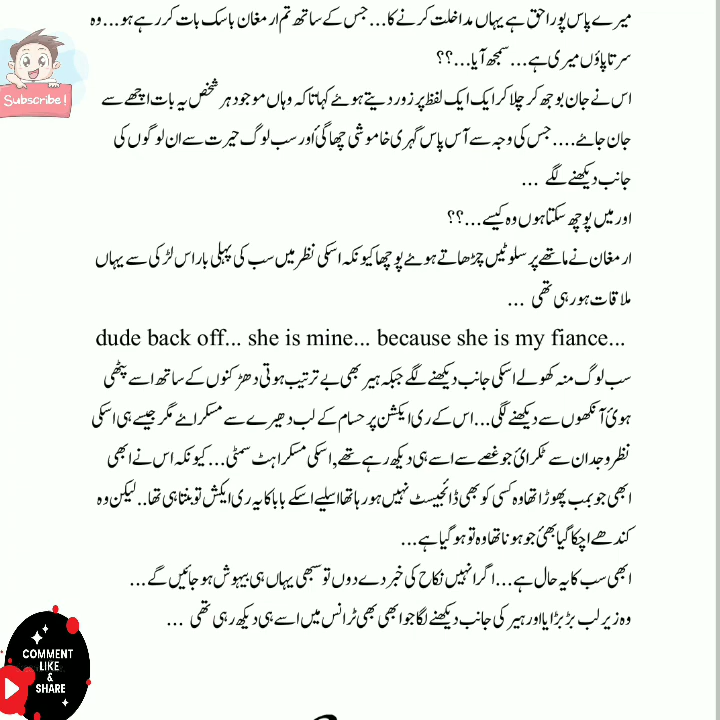 میرے پاس پورا حق ہے یہاں مداخلت کرنے کا... جس کے ساتھ تم ارمغان باسک بات کر رہے ہو... وہ
سر تا پاؤں میری ہے... سمجھ آیا...؟؟
اس نے جان بوجھ کر چلا کر ایک ایک لفظ پر زور دیتے ہوۓ کہا تاکہ وہاں موجود ہر شخص یہ بات اچھے سے
جان جاۓ.... جس کی وجہ سے آس پاس گہری خاموشی چھا گئ اور سب لوگ حیرت سے ان لوگوں کی
جانب دیکھنے لگے ...
اور میں پوچھ سکتا ہوں وہ کیسے...؟؟
ارمغان نے ماتھے پر سلوٹیں چڑھاتے ہوۓ پوچھا کیونکہ اسکی نظر میں سب کی پہلی بار اس لڑکی سے یہاں
ملاقات ہو رہی تھی ...
dude back off... she is mine... because she is my fiance...
سب لوگ منہ کھولے اسکی جانب دیکھنے لگے جبکہ ہیر بھی بے ترتیب ہوتی دھڑکنوں کے ساتھ اسے پٹھی
ہوئ آنکھوں سے دیکھنے لگی... اس کے ری ایکشن پر حسام کے لب دھیرے سے مسکراۓ مگر جیسے ہی اسکی
نظر وجدان سے ٹکرائ جو غصے سے اسے ہی دیکھ رہے تھے, اسکی مسکراہٹ سمٹی... کیونکہ اس نے ابھی
ابھی جو بمب پھوڑا تھا وہ کسی کو بھی ڈائجیسٹ نہیں ہو رہا تھا اسلیے اسکے بابا کا یہ ری ایکش تو بنتا ہی تھا.. لیکن وہ
کندھے اچکا گیا بھئ جو ہونا تھا وہ تو ہو گیا ہے...
ابھی سب کا یہ حال ہے... اگر انہیں نکاح کی خبر دے دوں تو سبھی یہاں ہی بیہوش ہو جائیں گے...
وہ زیر لب بڑبڑایا اور ہیر کی جانب دیکھنے لگا جو ابھی بھی ٹرانس میں اسے ہی دیکھ رہی تھی ...
Subscribe!
COMMENT
LIKE
&
SHARE